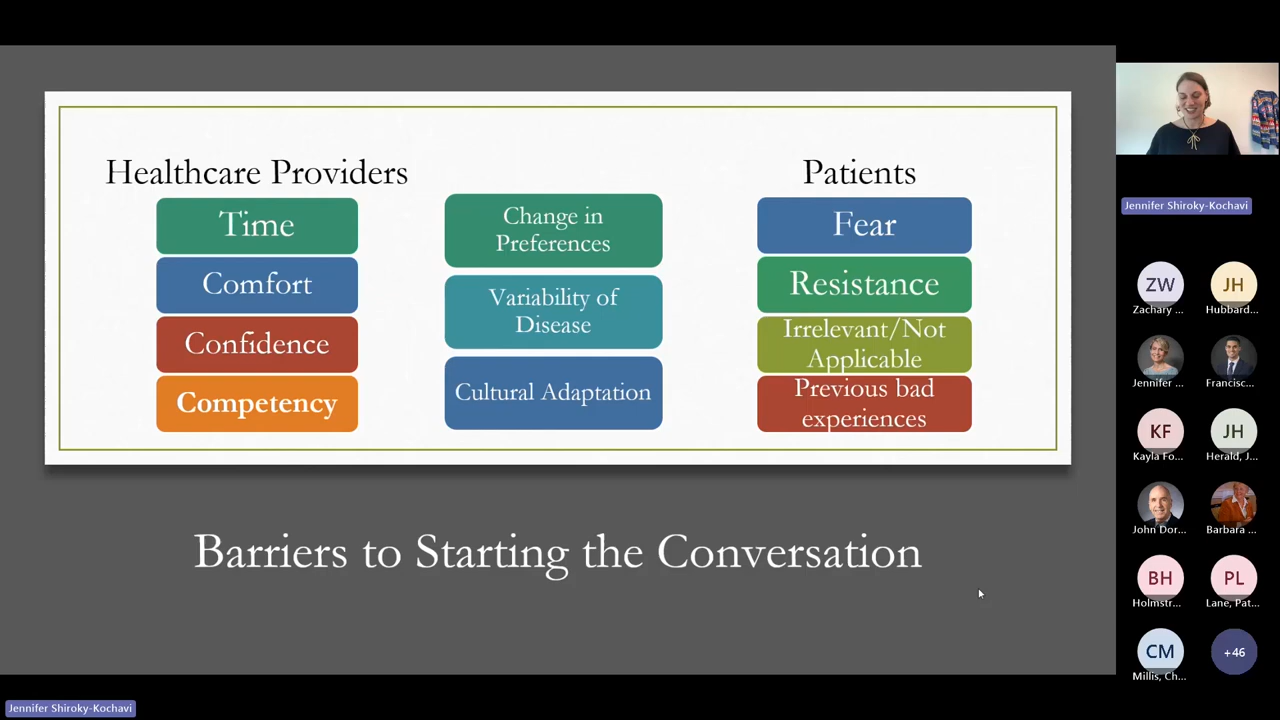 Healthcare Providers
Time
Comfort
Confidence
Competency
Change in
Preferences
Variability of
Disease
Cultural Adaptation
Patients
Fear
Resistance
Irrelevant/Not
Applicable
Previous bad
experiences
Barriers to Starting the Conversation
Jennifer Shiroky-Kochavi
ZW
Zachary ...
JH
Hubbard...
Jennifer ...
Francisc...
KF
Kayla Fo...
JH
Herald, J...
John Dor...
Barbara ...
BH
Holmstr...
PL
Lane, Pat...
CM
Millis, Ch...
+46
Jennifer Shiroky-Kochavi